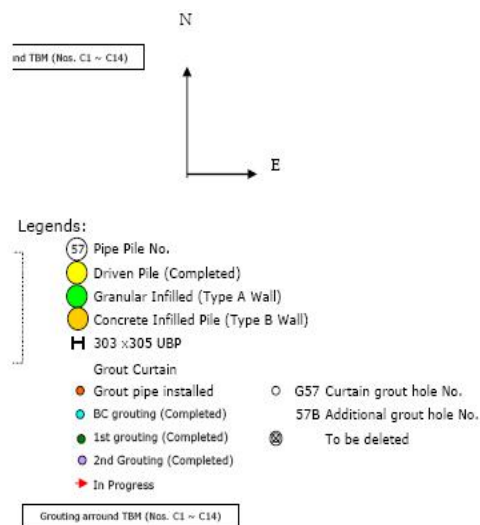 N
nd TBM (Nos. C1 ~ C14)
E
Legends:
57 Pipe Pile No.
Driven Pile (Completed)
Granular Infilled (Type A Wall)
Concrete Infilled Pile (Type B Wall)
H 303 x305 UBP
Grout Curtain
Grout pipe installed
G57 Curtain grout hole No.
BC grouting (Completed)
57B Additional grout hole No.
1st grouting (Completed)
To be deleted
2nd Grouting (Completed)
In Progress
Grouting arround TBM (Nos. C1 ~ C14)